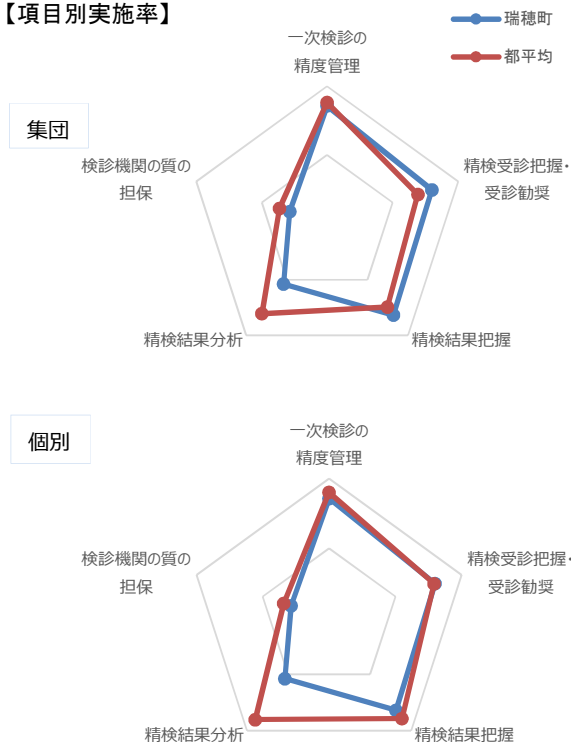 【項目別実施率】
瑞穂町
都平均
集団
一次検診の
精度管理
精検受診把握・
受診勧奨
精検結果把握
精検結果分析
検診機関の質の
担保
個別
一次検診の
精度管理
精検受診把握・
受診勧奨
精検結果把握
精検結果分析
検診機関の質の
担保